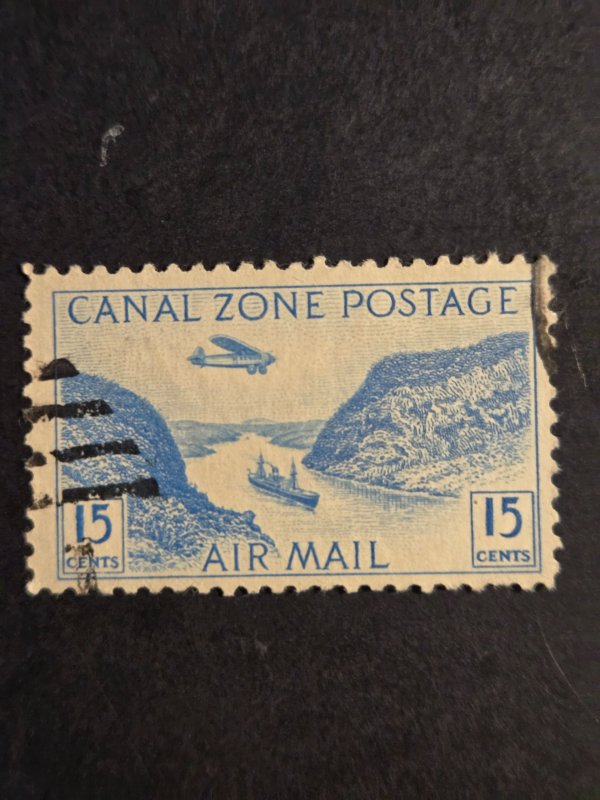 CANAL ZONE POSTAGE
15 CENTS
AIR MAIL
15 CENTS